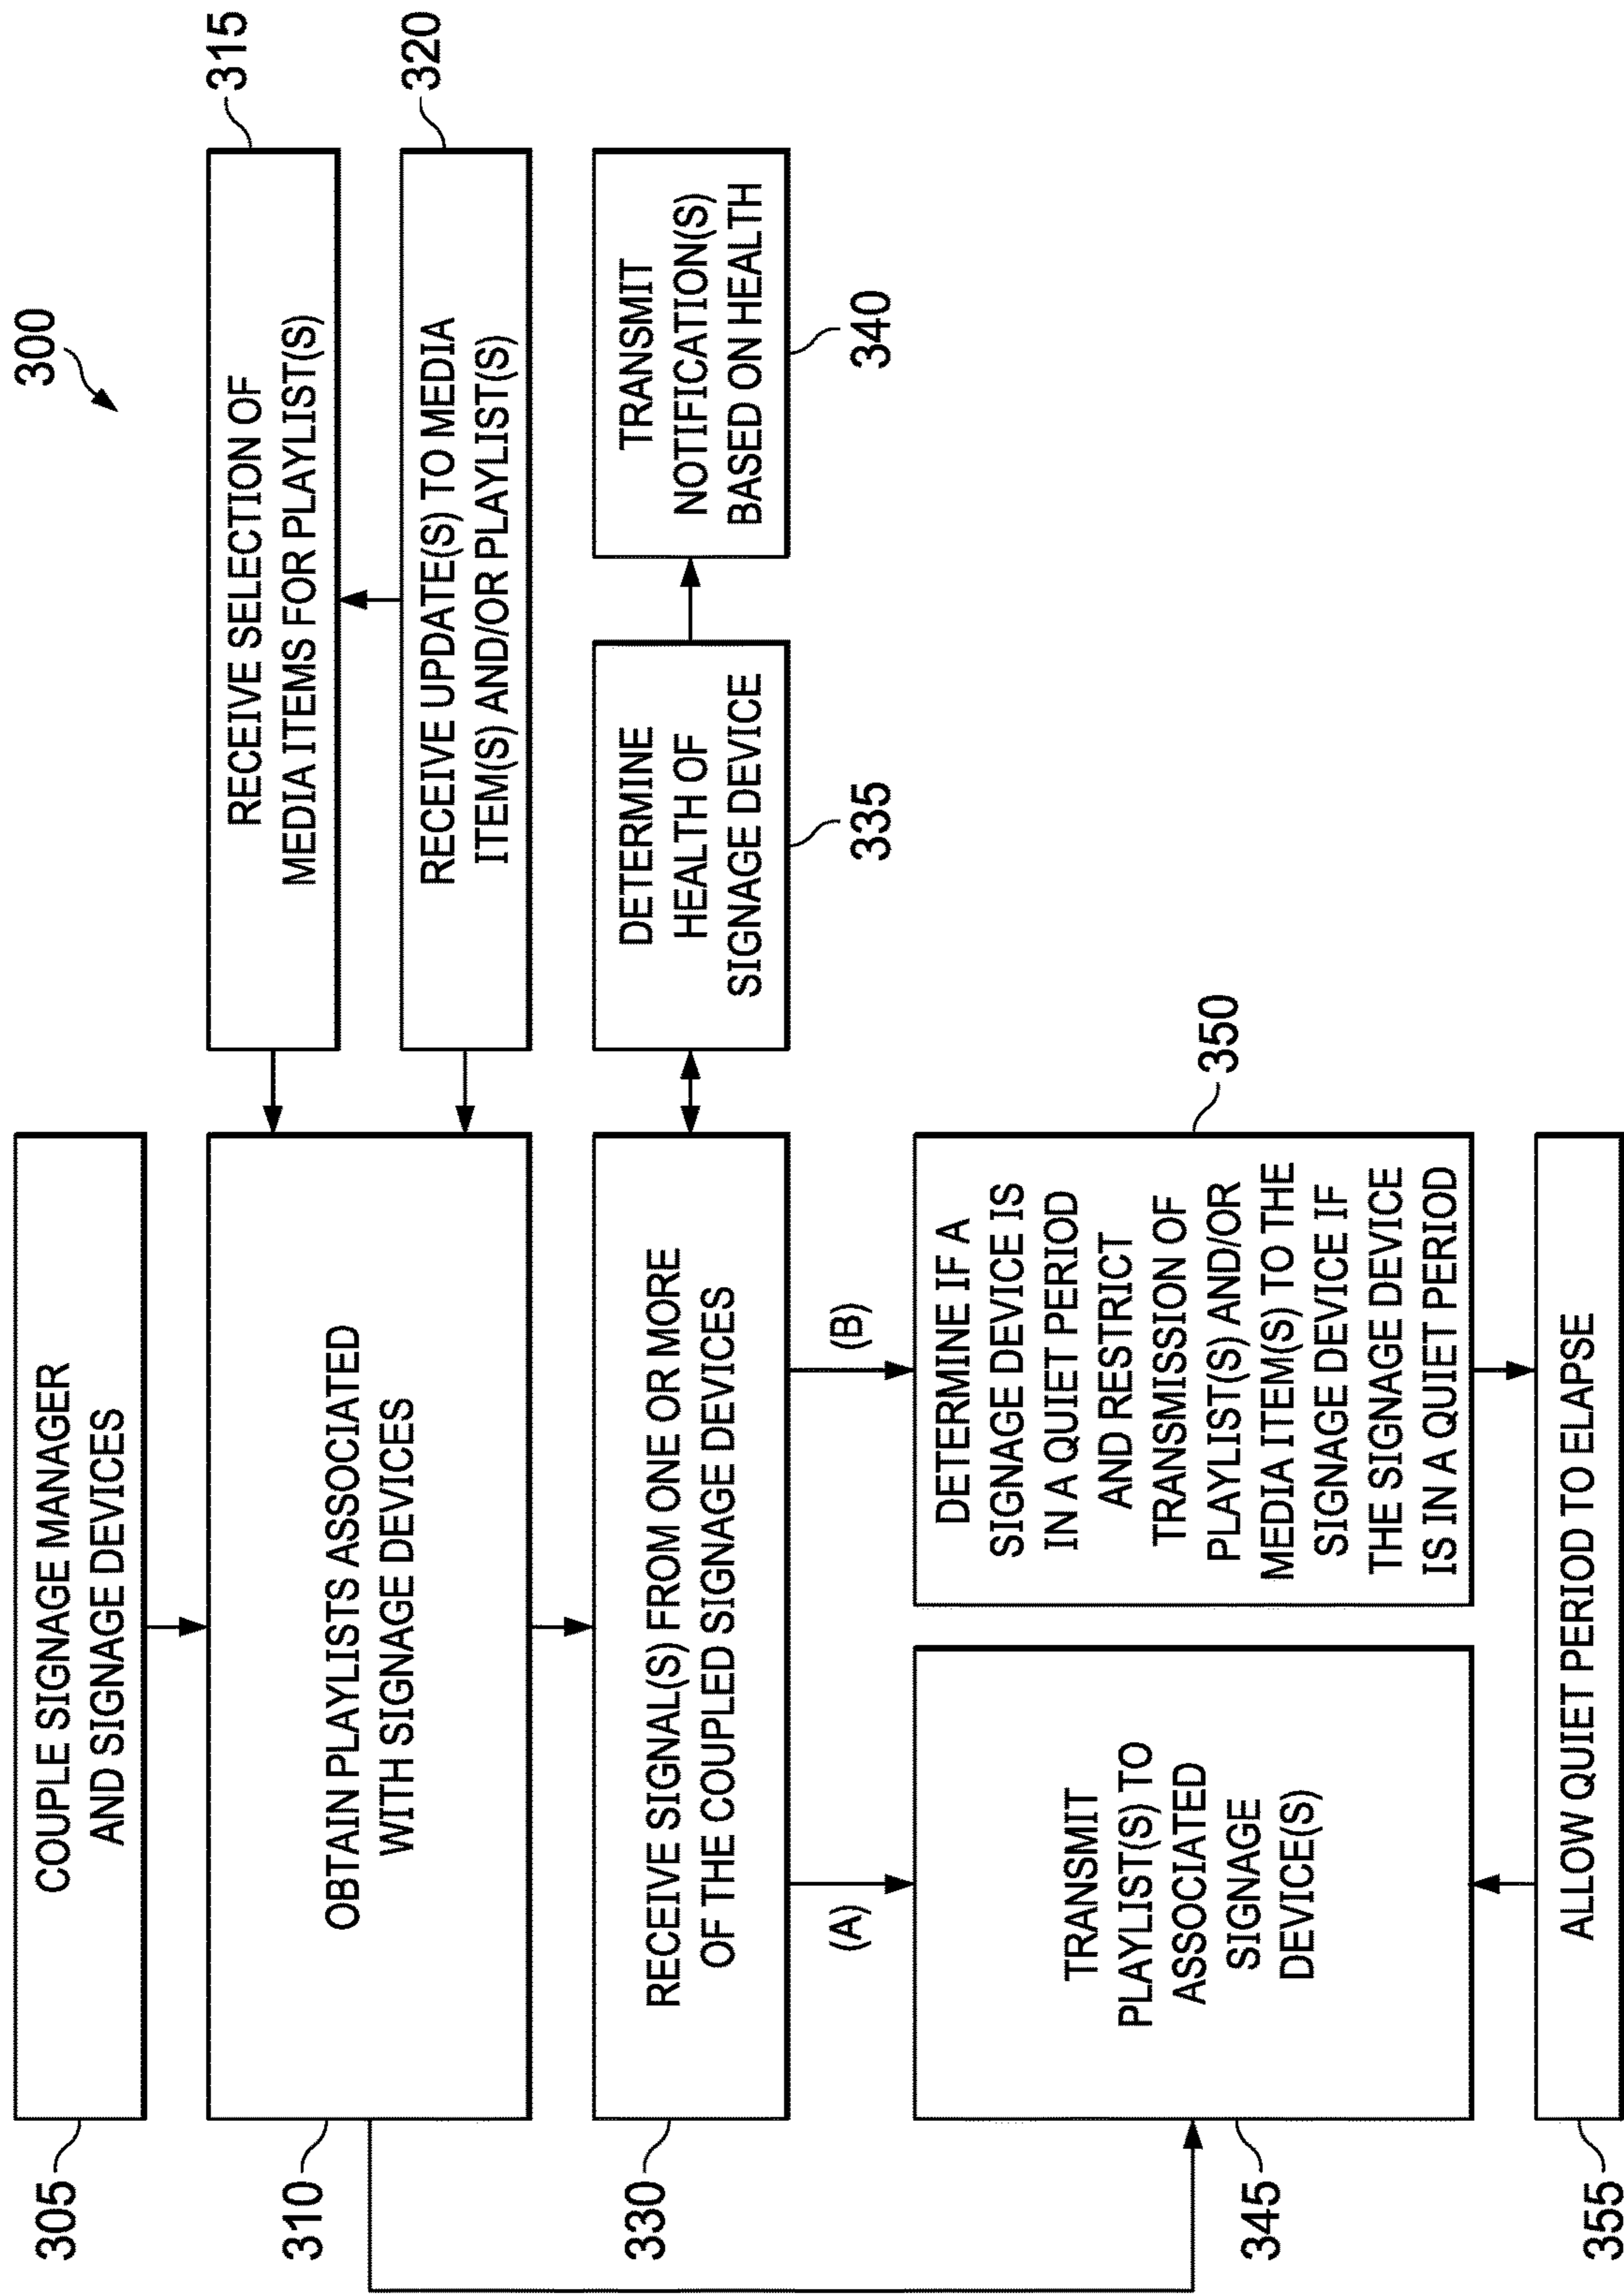 300
305
COUPLE SIGNAGE MANAGER
AND SIGNAGE DEVICES
310
OBTAIN PLAYLISTS ASSOCIATED
WITH SIGNAGE DEVICES
315
RECEIVE SELECTION OF
MEDIA ITEMS FOR PLAYLIST(S)
320
RECEIVE UPDATE(S) TO MEDIA
ITEM(S) AND/OR PLAYLIST(S)
330
RECEIVE SIGNAL(S) FROM ONE OR MORE
OF THE COUPLED SIGNAGE DEVICES
DETERMINE
HEALTH OF
SIGNAGE DEVICE
335
TRANSMIT
NOTIFICATION(S)
BASED ON HEALTH
340
(A)
(B)
345
TRANSMIT
PLAYLIST(S) TO
ASSOCIATED
SIGNAGE
DEVICE(S)
350
DETERMINE IF A
SIGNAGE DEVICE IS
IN A QUIET PERIOD
AND RESTRICT
TRANSMISSION OF
PLAYLIST(S) AND/OR
MEDIA ITEM(S) TO THE
SIGNAGE DEVICE IF
THE SIGNAGE DEVICE
IS IN A QUIET PERIOD
355
ALLOW QUIET PERIOD TO ELAPSE